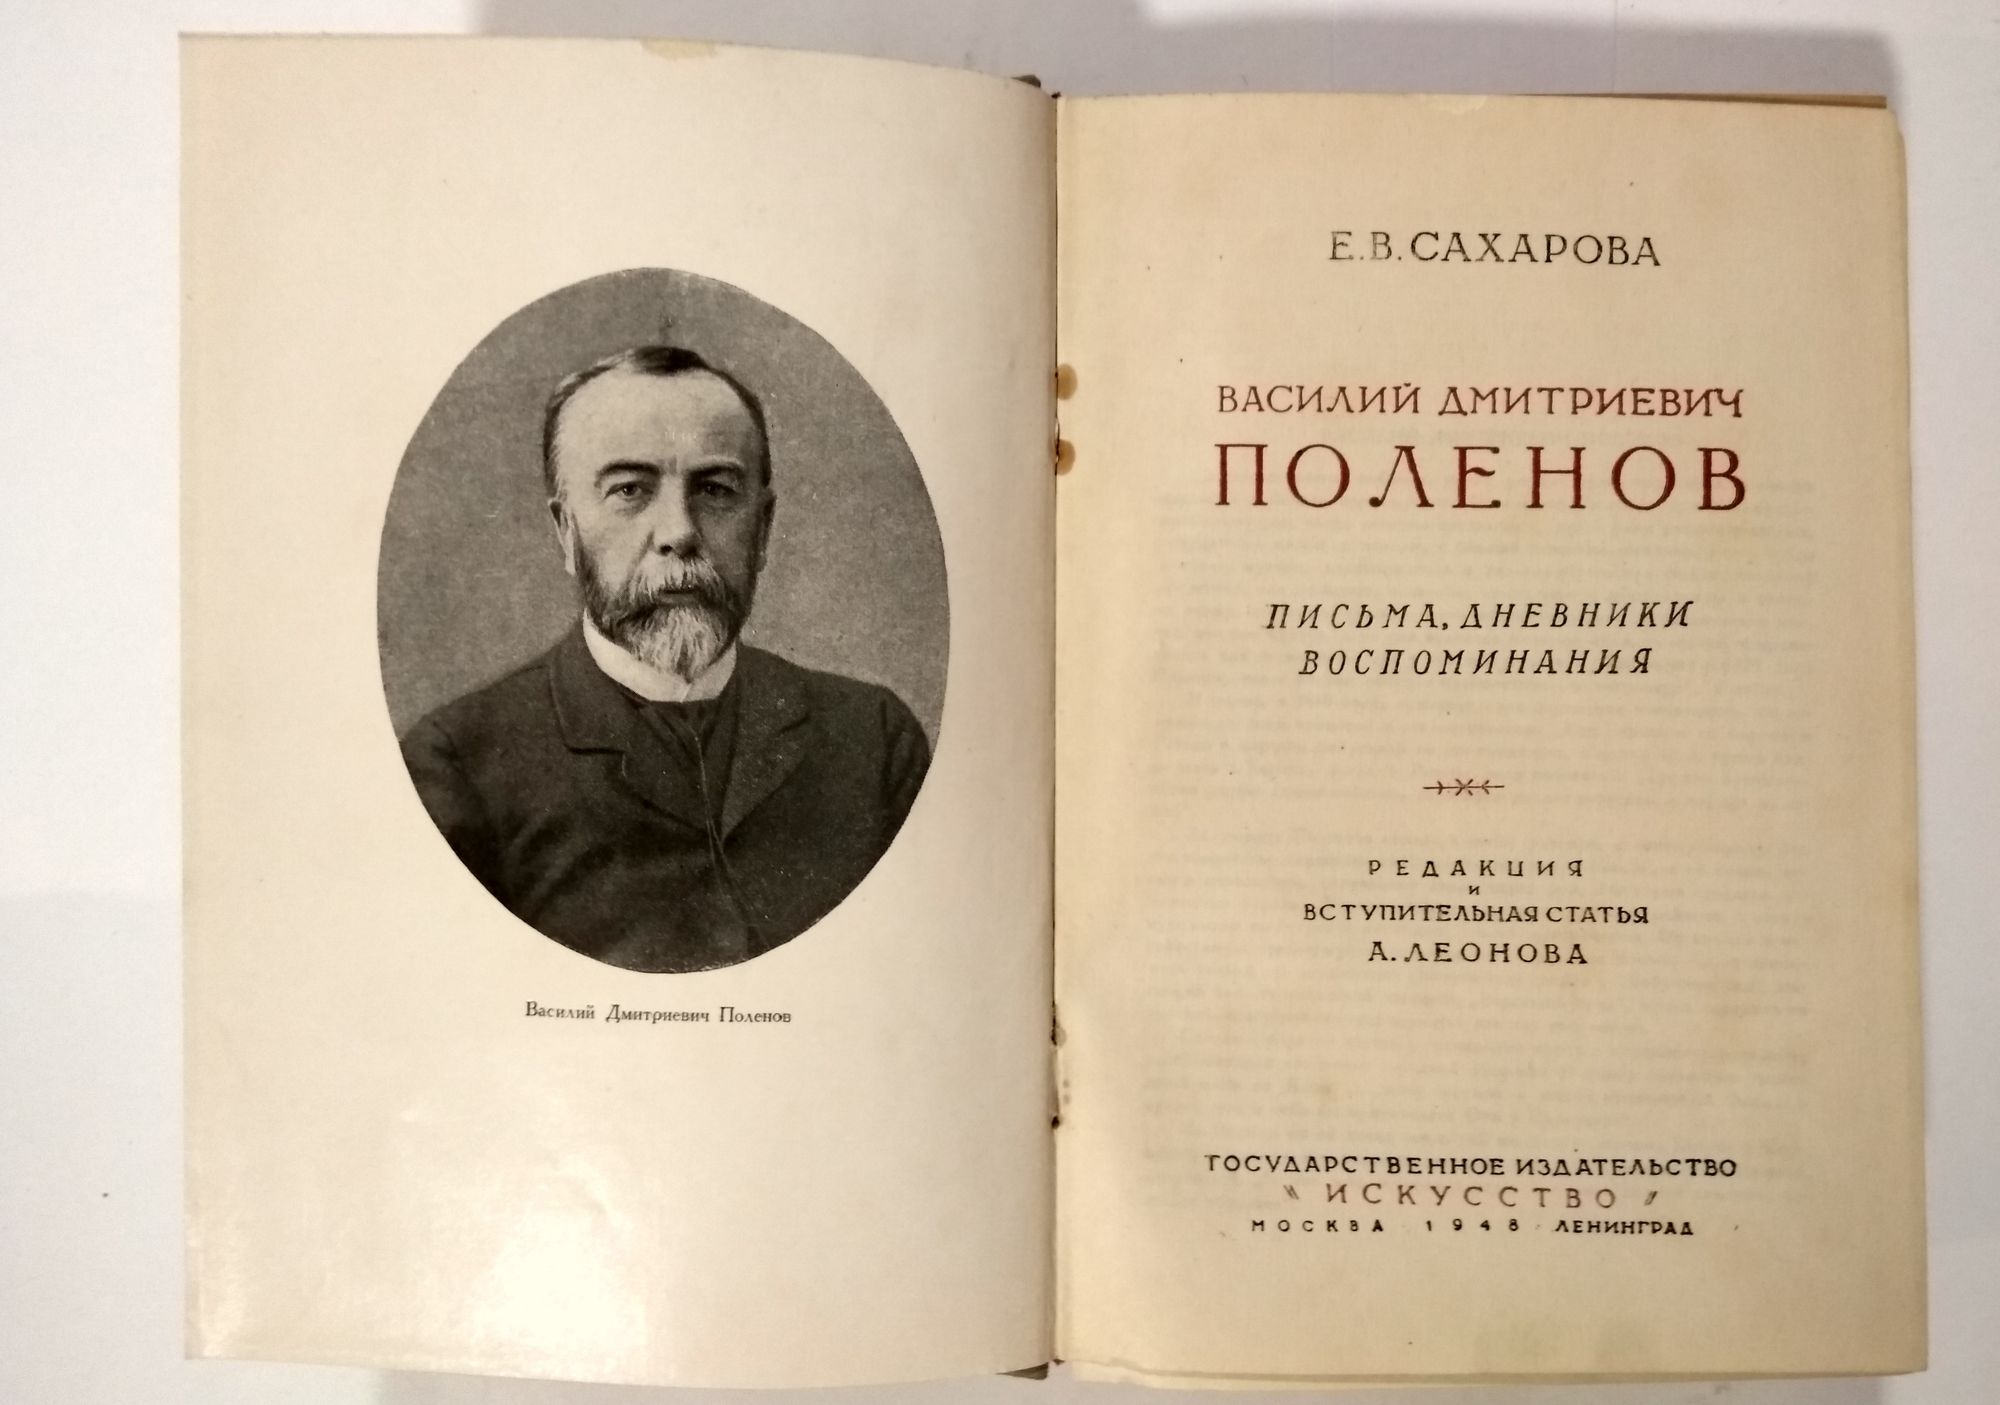 Василий Дмитриевич Поленов
Е. В. САХАРОВА
ВАСИЛИЙ ДМИТРИЕВИЧ
ПОЛЕНОВ
ПИСЬМА, ДНЕВНИКИ
ВОСПОМИНАНИЯ
РЕДАКЦИЯ
И
ВСТУПИТЕЛЬНАЯ СТАТЬЯ
А. ЛЕОНОВА
ГОСУДАРСТВЕННОЕ ИЗДАТЕЛЬСТВО
"ИСКУССТВО"
МОСКВА · 1948 · ЛЕНИНГРАД